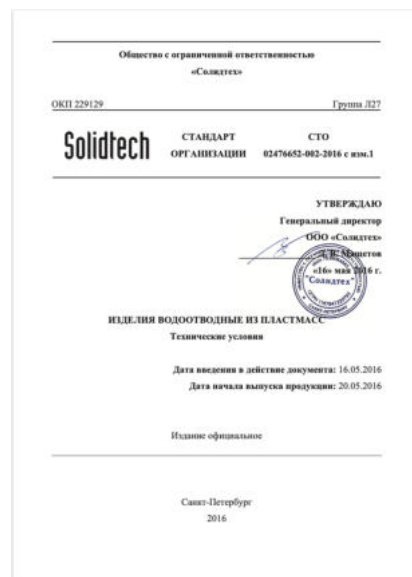 Общество с ограниченной ответственностью
«Солидтех»
ОКП 229129 Группа Л27
Solidtech
СТАНДАРТ
ОРГАНИЗАЦИИ
СТО
02476652-002-2016 с изм.1
УТВЕРЖДАЮ
Генеральный директор
ООО «Солидтех»
«16» мая 2016 г.
"Солидтех"
ИЗДЕЛИЯ ВОДООТВОДНЫЕ ИЗ ПЛАСТМАСС
Технические условия
Дата введения в действие документа: 16.05.2016
Дата начала выпуска продукции: 20.05.2016
Издание официальное
Санкт-Петербург
2016